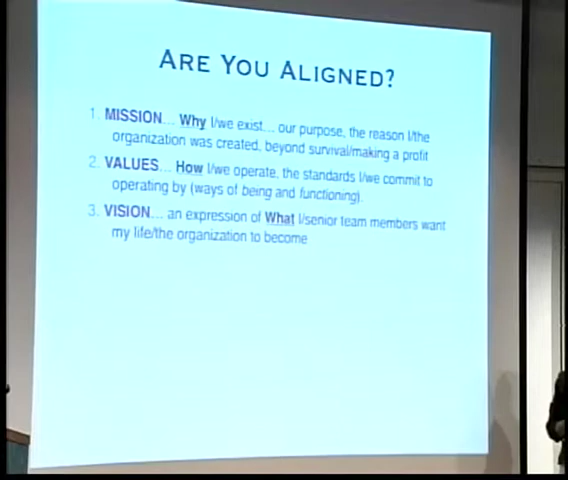 ARE YOU ALIGNED?
1. MISSION... Why I/we exist... our purpose, the reason I/the
organization was created, beyond survival/making a profit
2. VALUES... How I/we operate, the standards I/we commit to
operating by (ways of being and functioning).
3. VISION... an expression of What I/senior team members want
my life/the organization to become